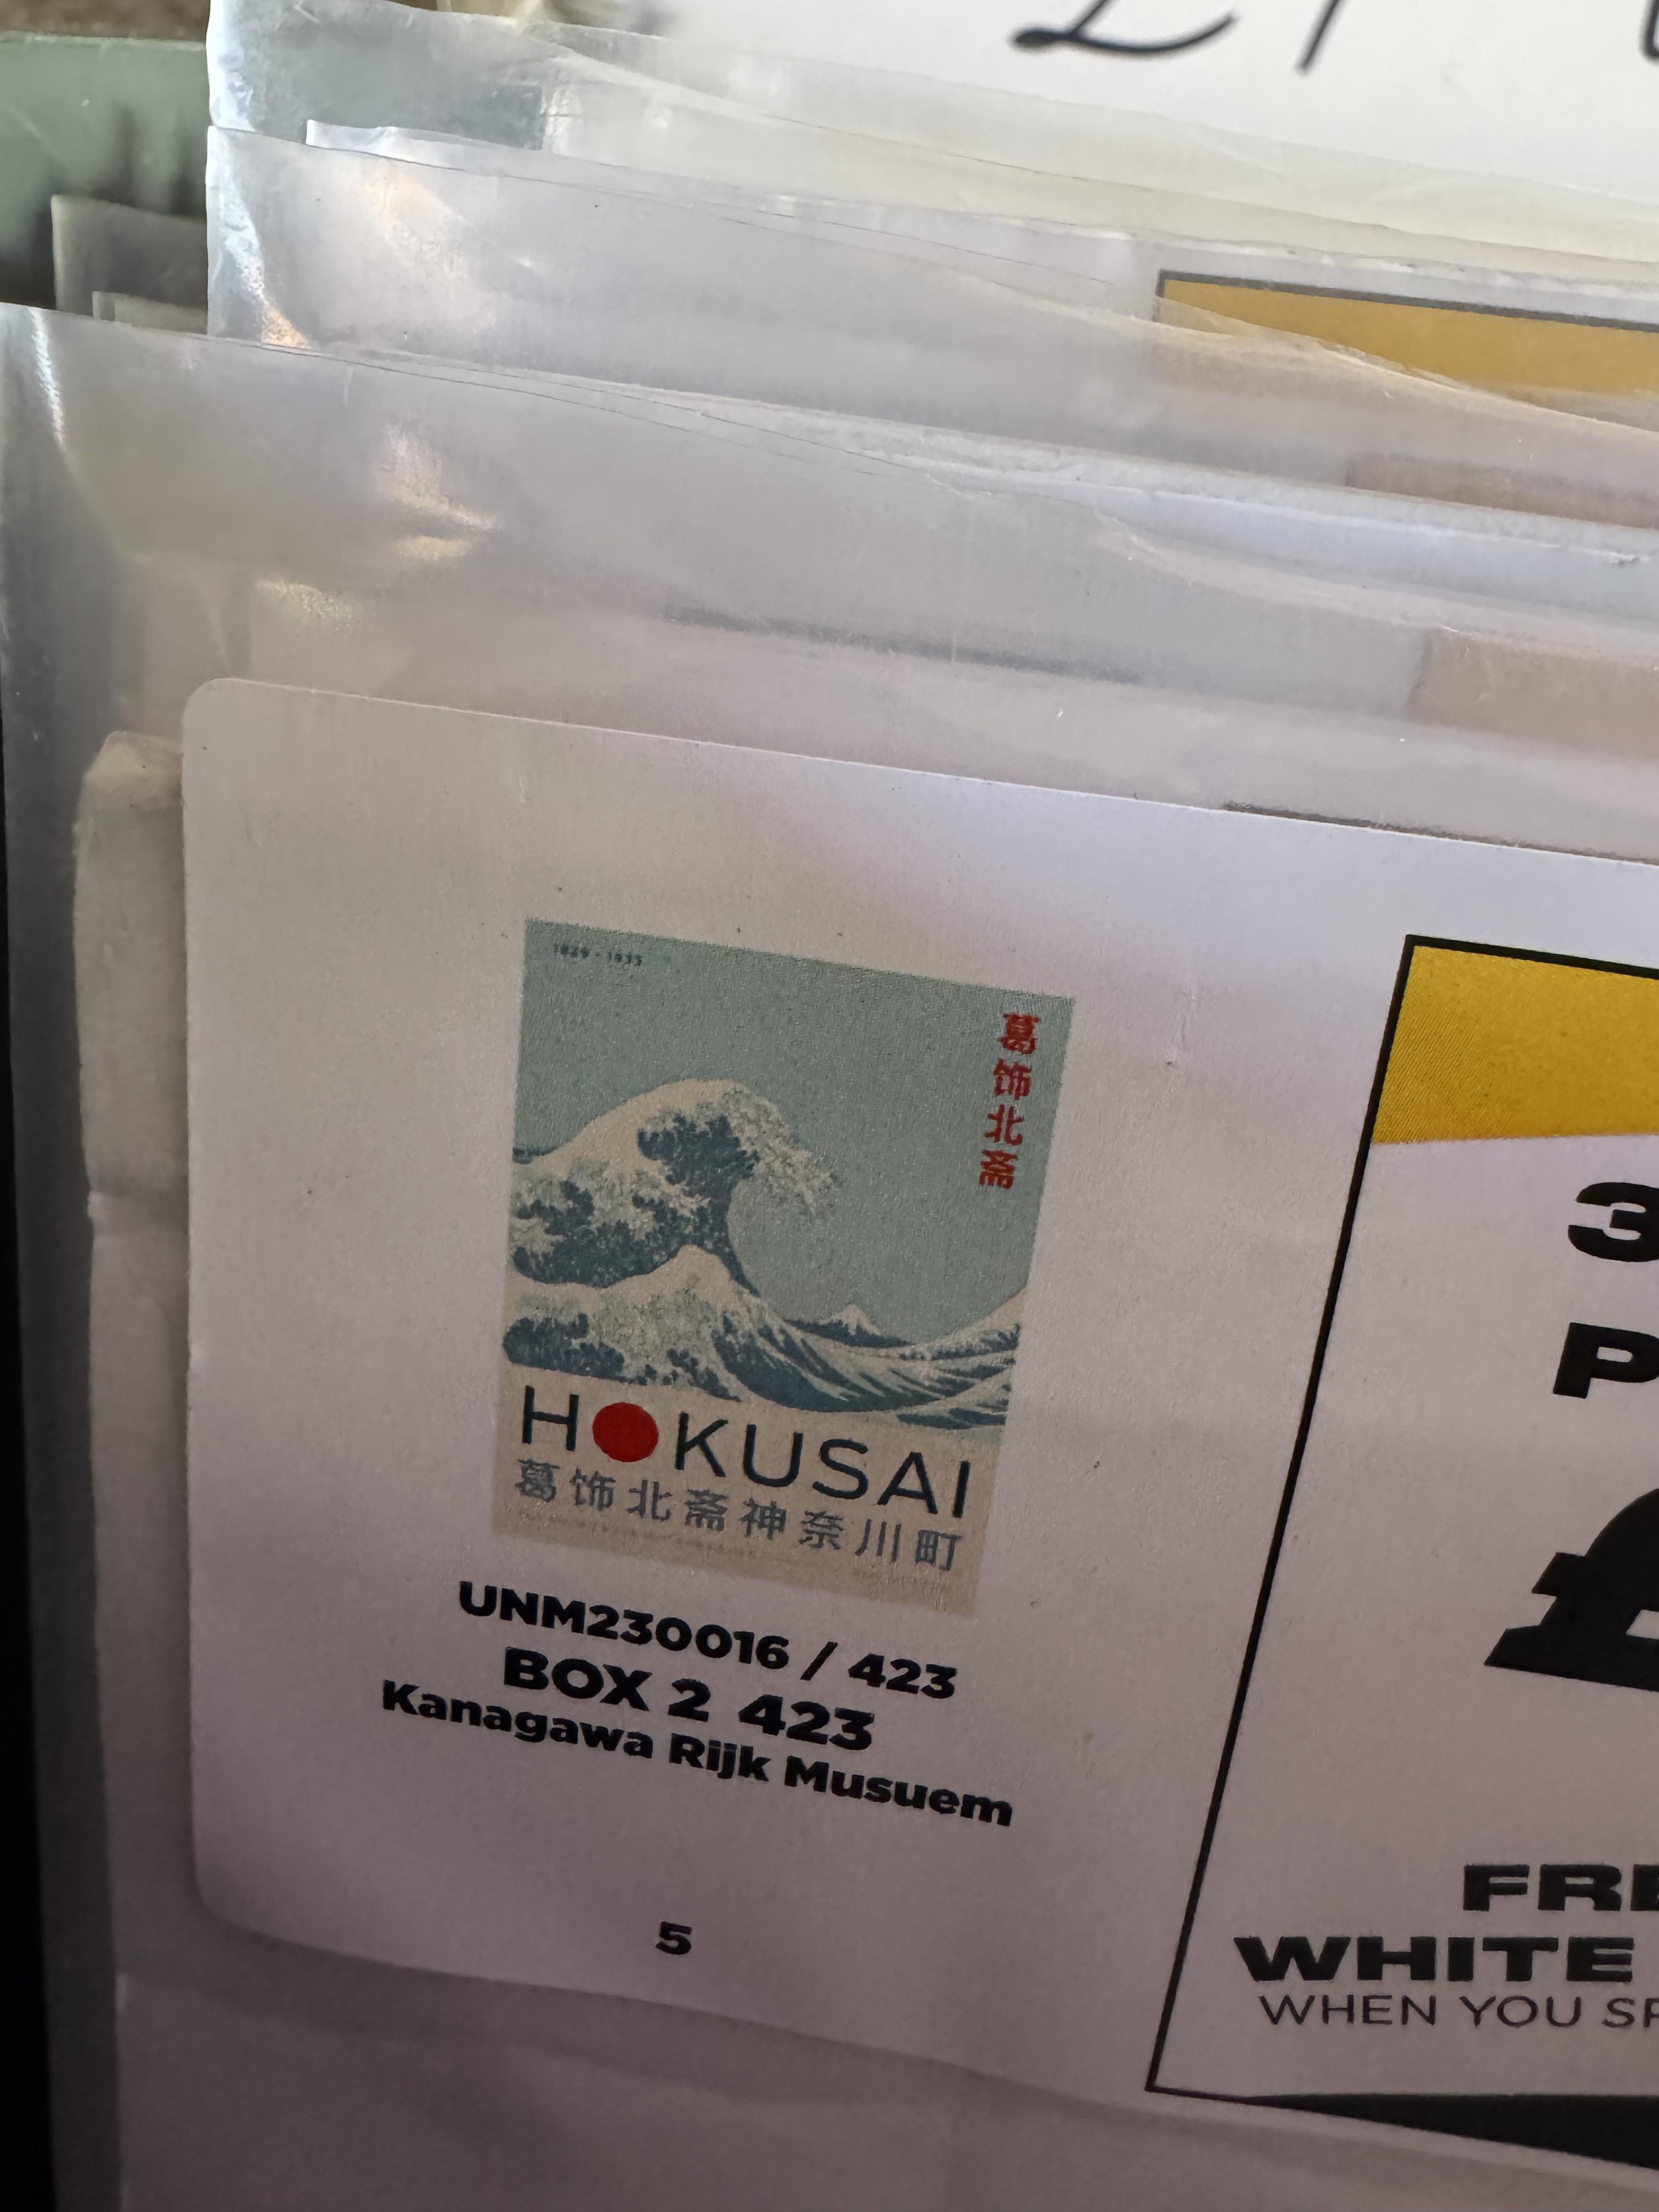 1829 - 1833
葛饰北斋
H KUSAI
葛饰北斋神奈川町
UNM230016 / 423
BOX 2 423
Kanagawa Rijk Musuem
5
3
P
£
FRE
WHITE
WHEN YOU SP